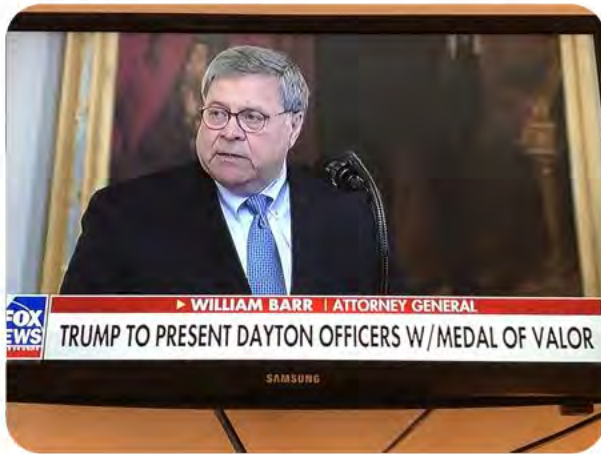 WILLIAM BARR | ATTORNEY GENERAL
FOX
NEWS
TRUMP TO PRESENT DAYTON OFFICERS W/MEDAL OF VALOR
SAMSUNG